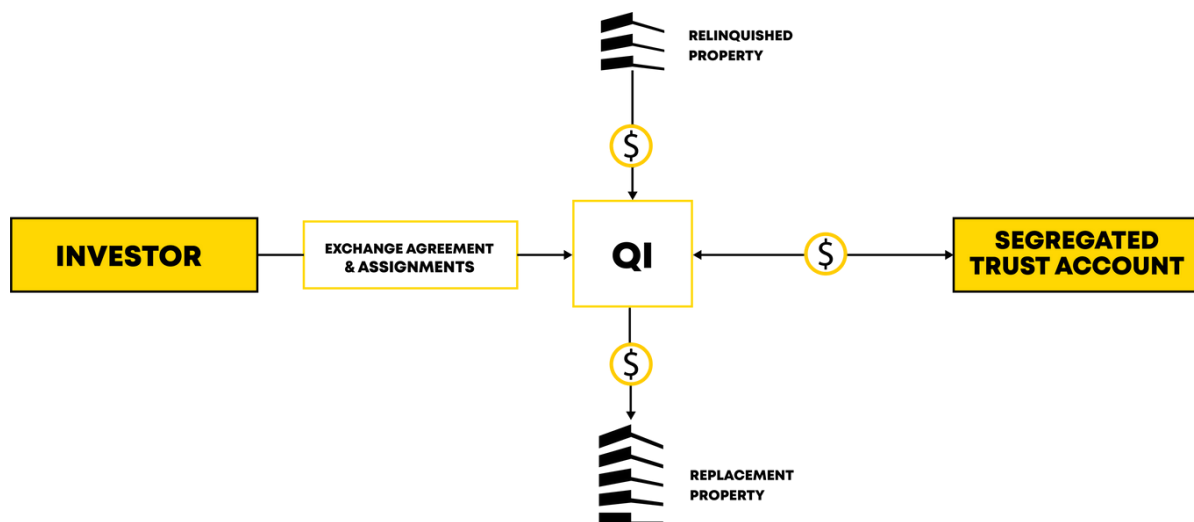 RELINQUISHED
PROPERTY
$
INVESTOR
EXCHANGE AGREEMENT
& ASSIGNMENTS
QI
$
SEGREGATED
TRUST ACCOUNT
$
REPLACEMENT
PROPERTY